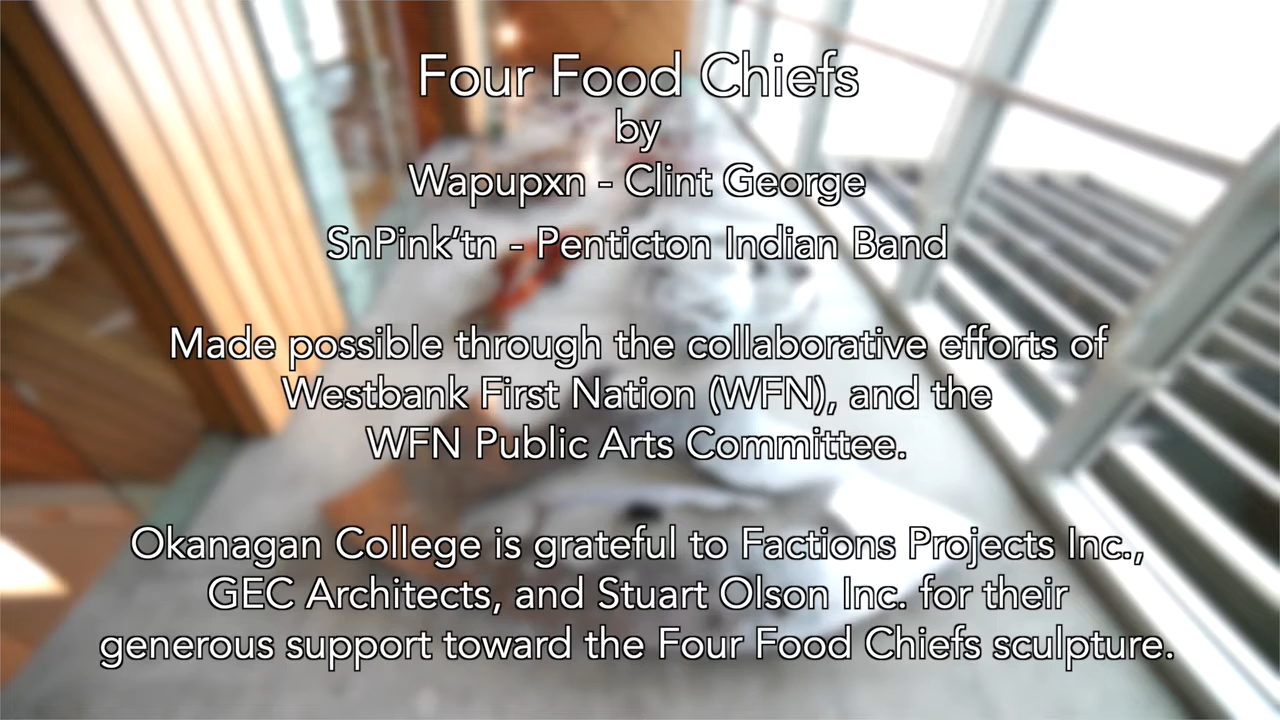 Four Food Chiefs
by
Wapupxn - Clint George
SnPink’tn - Penticton Indian Band
Made possible through the collaborative efforts of
Westbank First Nation (WFN), and the
WFN Public Arts Committee.
Okanagan College is grateful to Factions Projects Inc.,
GEC Architects, and Stuart Olson Inc. for their
generous support toward the Four Food Chiefs sculpture.